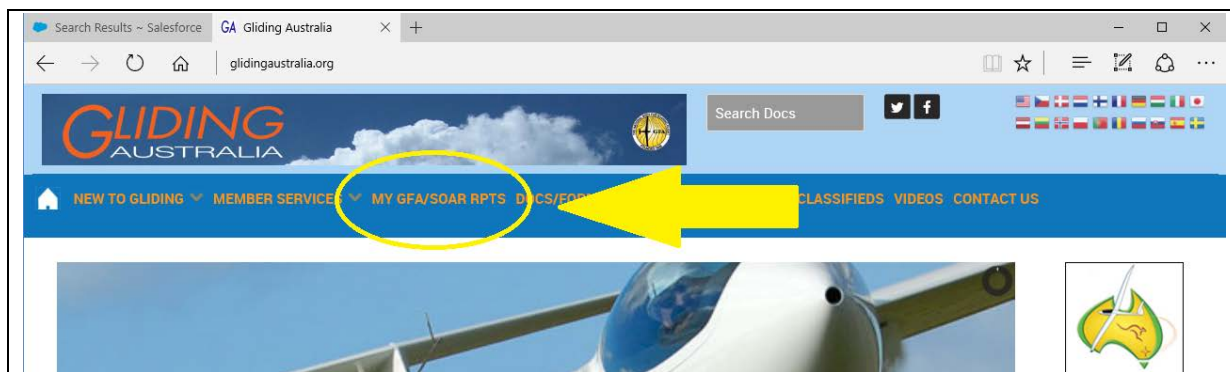 Search Results ~ Salesforce GA Gliding Australia
glidingaustralia.org
GLIDING
AUSTRALIA
GFA
Search Docs
NEW TO GLIDING MEMBER SERVICES MY GFA/SOAR RPTS CLASSIFIEDS VIDEOS CONTACT US